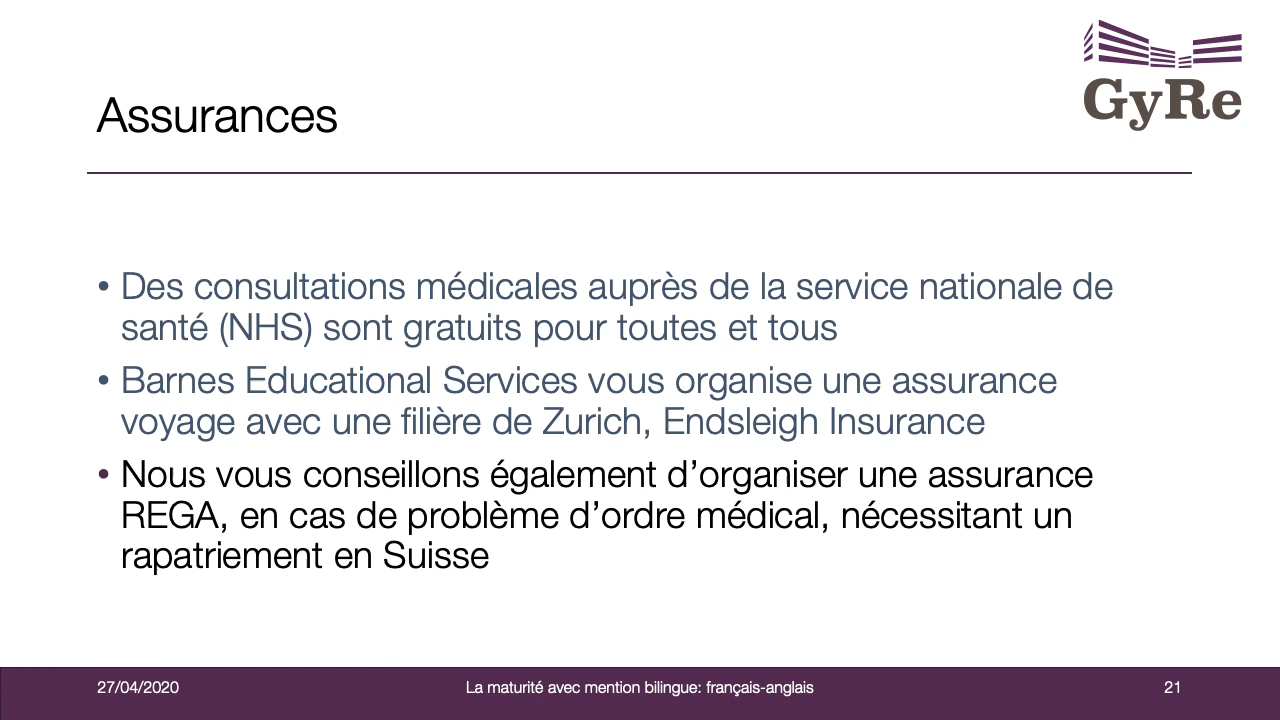 GyRe
Assurances
• Des consultations médicales auprès de la service nationale de
santé (NHS) sont gratuits pour toutes et tous
• Barnes Educational Services vous organise une assurance
voyage avec une filière de Zurich, Endsleigh Insurance
• Nous vous conseillons également d’organiser une assurance
REGA, en cas de problème d’ordre médical, nécessitant un
rapatriement en Suisse
27/04/2020
La maturité avec mention bilingue: français-anglais
21